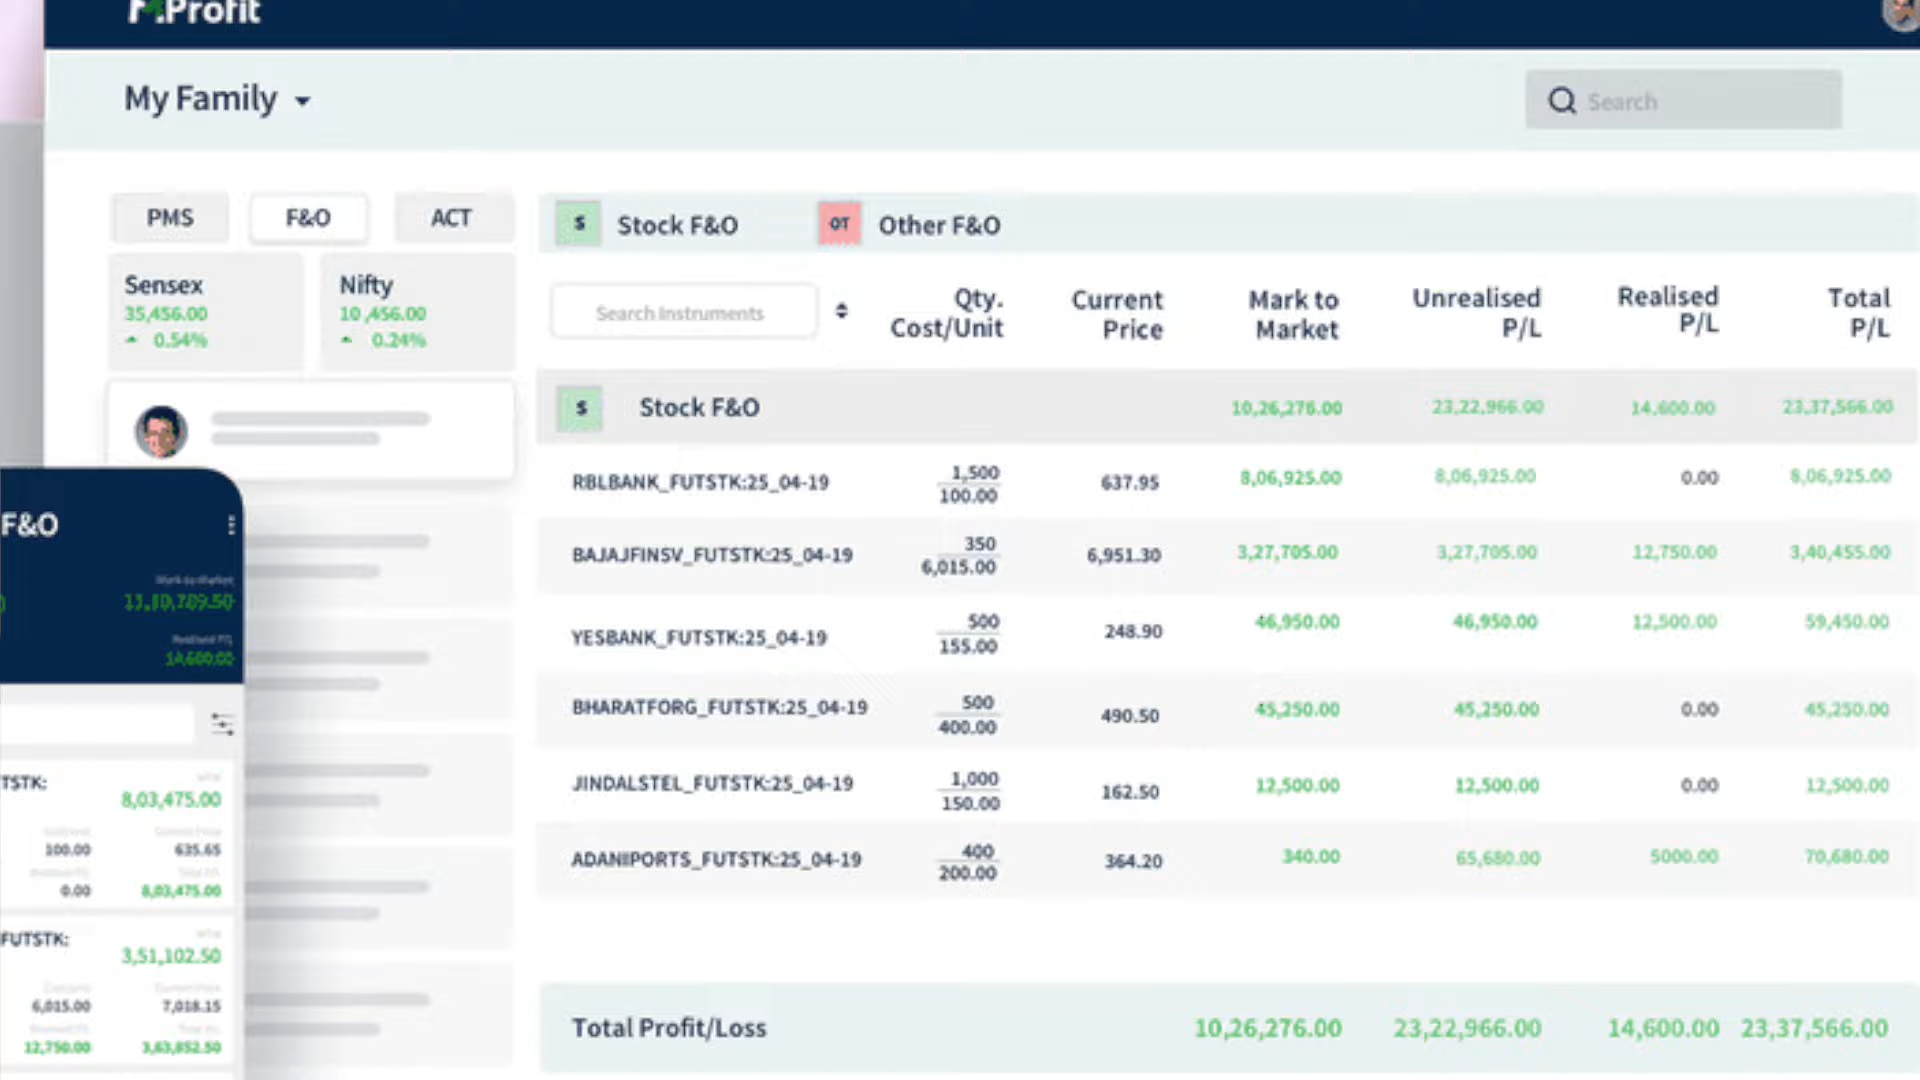 MProfit
My Family
Search
PMS F&O ACT
Sensex
35,456.00
0.54%
Nifty
10,456.00
0.24%
S Stock F&O OT Other F&O
Search Instruments
Qty.
Cost/Unit
Current
Price
Mark to
Market
Unrealised
P/L
Realised
P/L
Total
P/L
S Stock F&O 10,26,276.00 23,22,966.00 14,600.00 23,37,566.00
RBLBANK_FUTSTK:25_04-19 1,500
100.00 637.95 8,06,925.00 8,06,925.00 0.00 8,06,925.00
BAJAJFINSV_FUTSTK:25_04-19 350
6,015.00 6,951.30 3,27,705.00 3,27,705.00 12,750.00 3,40,455.00
YESBANK_FUTSTK:25_04-19 500
155.00 248.90 46,950.00 46,950.00 12,500.00 59,450.00
BHARATFORG_FUTSTK:25_04-19 500
400.00 490.50 45,250.00 45,250.00 0.00 45,250.00
JINDALSTEL_FUTSTK:25_04-19 1,000
150.00 162.50 12,500.00 12,500.00 0.00 12,500.00
ADANIPORTS_FUTSTK:25_04-19 400
200.00 364.20 340.00 65,680.00 5000.00 70,680.00
Total Profit/Loss 10,26,276.00 23,22,966.00 14,600.00 23,37,566.00
F&O
Mark to Market
Realised P/L
14,600.00
TSTK:
8,03,475.00
100.00 635.65
0.00 8,03,475.00
FUTSTK:
3,51,102.50
6,015.00 7,018.15
12,750.00 3,63,852.50